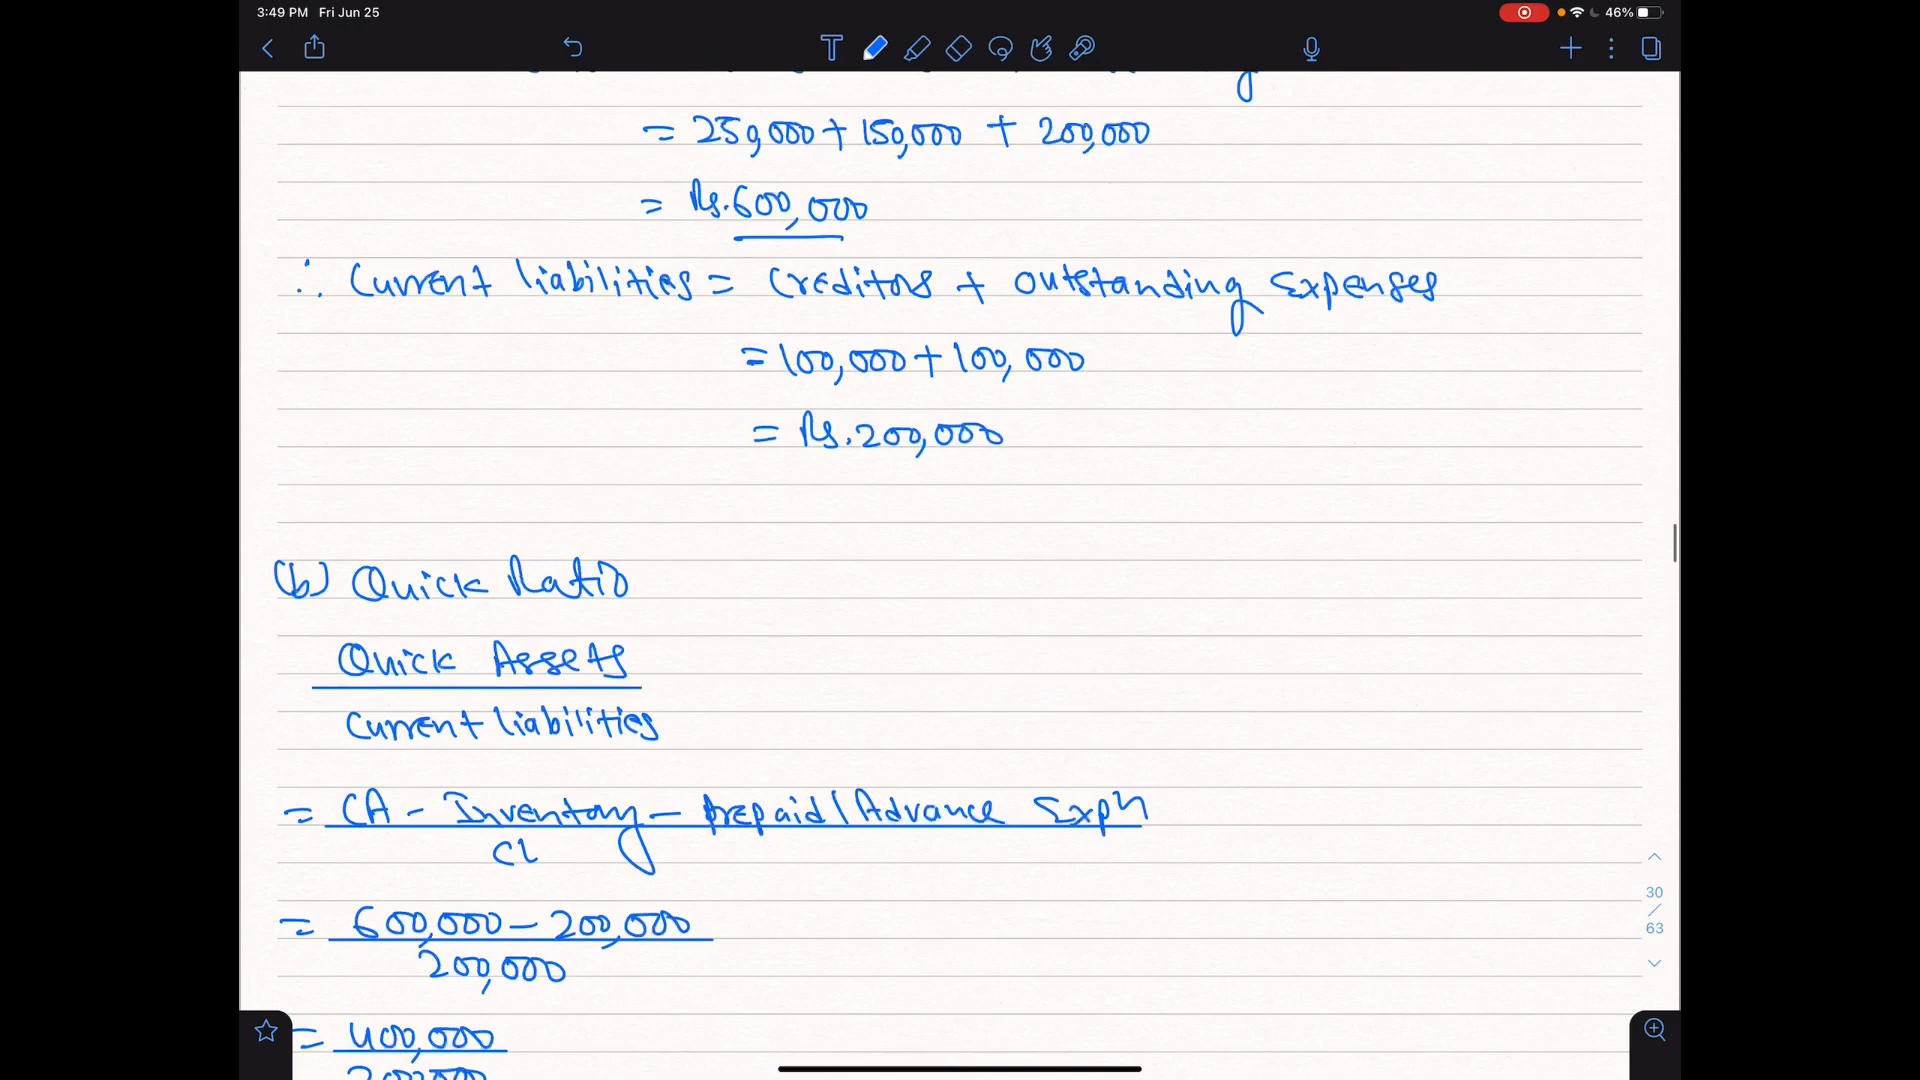 3:49 PM Fri Jun 25
46%
= 250,000 + 150,000 + 200,000
= Rs.600,000
∴ Current liabilities = Creditors + Outstanding Expenses
= 100,000 + 100,000
= Rs.200,000
(b) Quick Ratio
Quick Assets
Current liabilities
= CA - Inventory - Prepaid/Advance Expn
CL
= 600,000 - 200,000
200,000
= 400,000
200,000
30
/
63